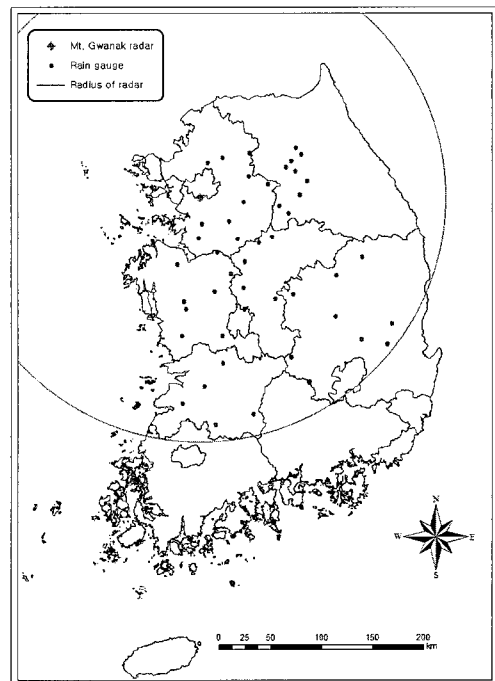 Mt. Gwanak radar
Rain gauge
Radius of radar
N
W E
S
0 25 50 100 150 200
km